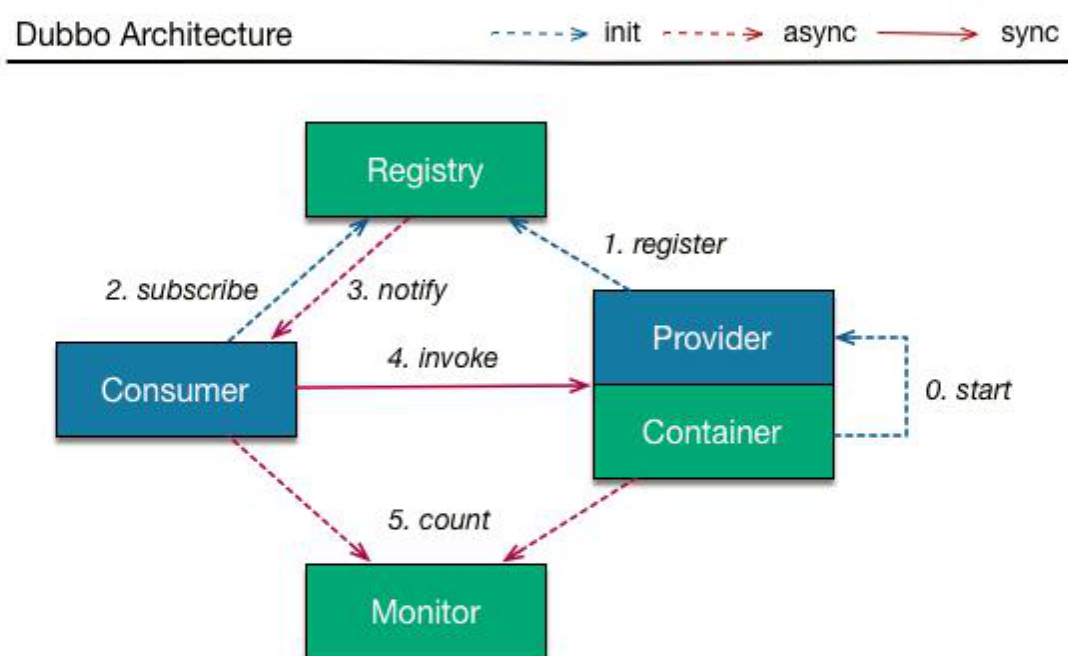 Dubbo Architecture
init
async
sync
Registry
1. register
2. subscribe
3. notify
Provider
4. invoke
Consumer
0. start
Container
5. count
Monitor